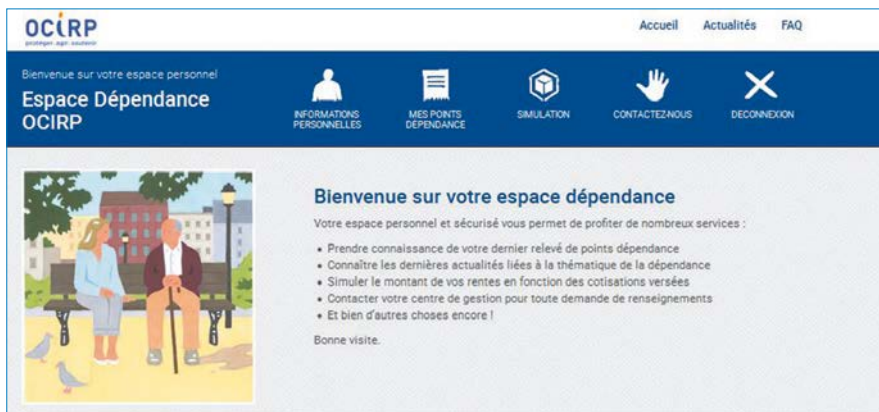 OCIRP
protéger agir soutenir
Accueil Actualités FAQ
Bienvenue sur votre espace personnel
Espace Dépendance
OCIRP
INFORMATIONS
PERSONNELLES
MES POINTS
DÉPENDANCE
SIMULATION
CONTACTEZ-NOUS
DECONNEXION
Bienvenue sur votre espace dépendance
Votre espace personnel et sécurisé vous permet de profiter de nombreux services :
• Prendre connaissance de votre dernier relevé de points dépendance
• Connaître les dernières actualités liées à la thématique de la dépendance
• Simuler le montant de vos rentes en fonction des cotisations versées
• Contacter votre centre de gestion pour toute demande de renseignements
• Et bien d'autres choses encore !
Bonne visite.